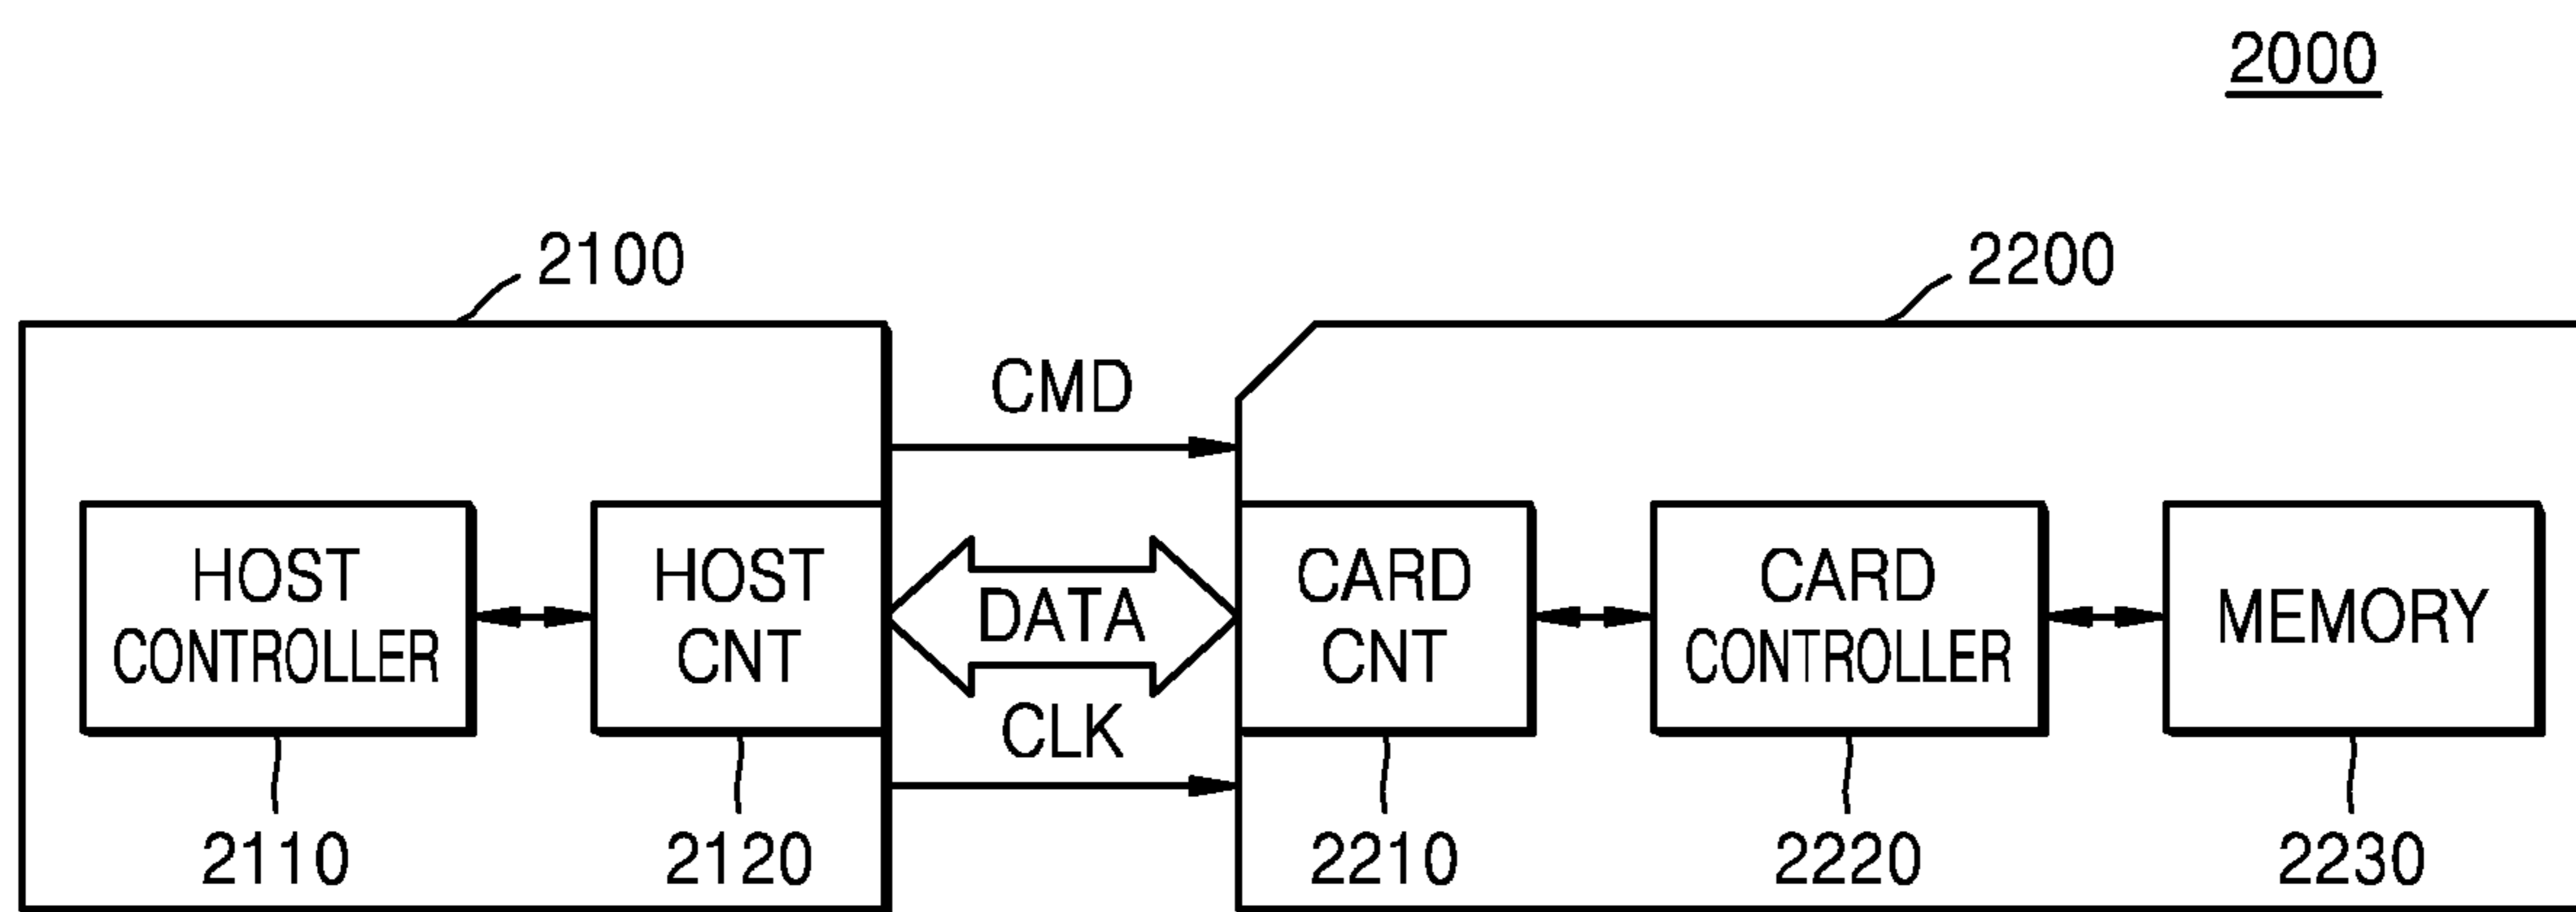 2000
2100
2200
CMD
HOST
CONTROLLER
HOST
CNT
DATA
CARD
CNT
CARD
CONTROLLER
MEMORY
CLK
2110
2120
2210
2220
2230